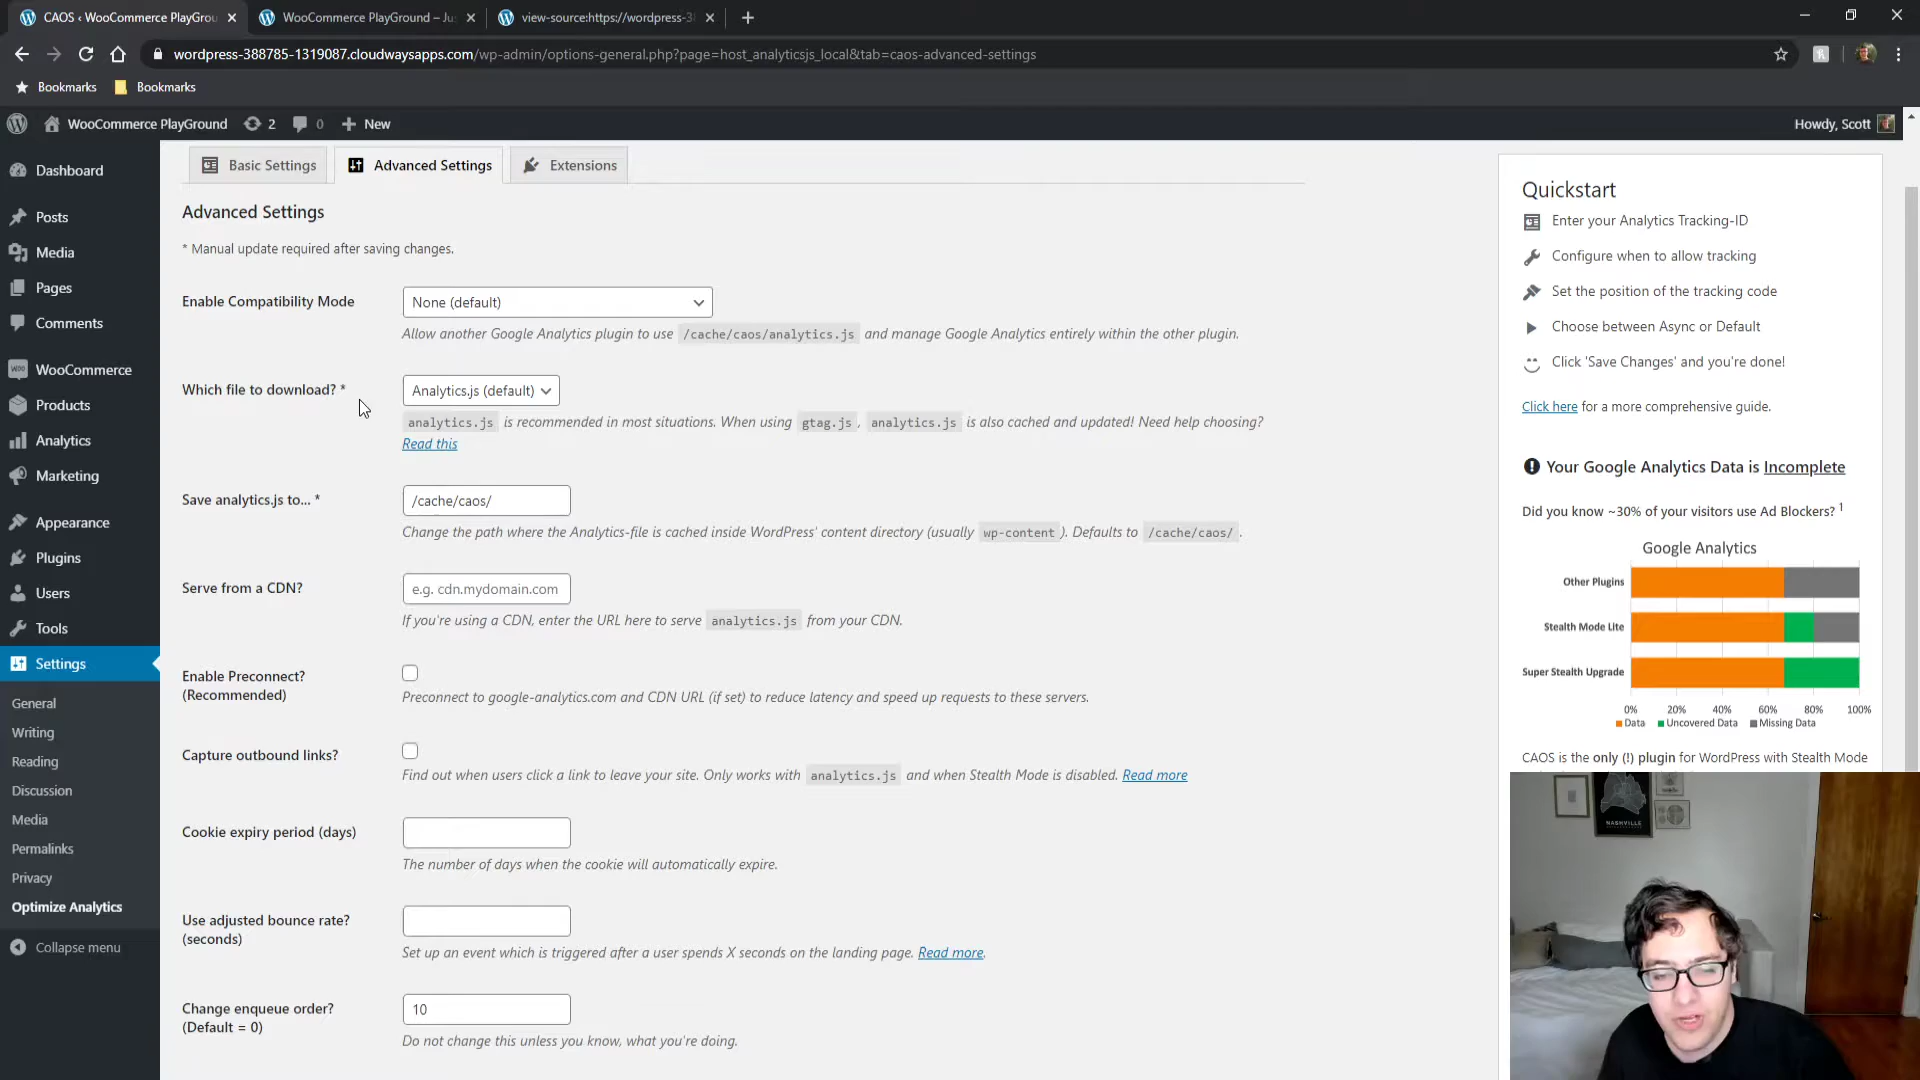 CAOS ‹ WooCommerce PlayGrou
WooCommerce PlayGround – Ju
view-source:https://wordpress-3
wordpress-388785-1319087.cloudwaysapps.com/wp-admin/options-general.php?page=host_analyticsjs_local&tab=caos-advanced-settings
Bookmarks
Bookmarks
WooCommerce PlayGround
2
0
New
Howdy, Scott
Dashboard
Posts
Media
Pages
Comments
WooCommerce
Products
Analytics
Marketing
Appearance
Plugins
Users
Tools
Settings
General
Writing
Reading
Discussion
Media
Permalinks
Privacy
Optimize Analytics
Collapse menu
Basic Settings
Advanced Settings
Extensions
Advanced Settings
* Manual update required after saving changes.
Enable Compatibility Mode
None (default)
Allow another Google Analytics plugin to use /cache/caos/analytics.js and manage Google Analytics entirely within the other plugin.
Which file to download? *
Analytics.js (default)
analytics.js is recommended in most situations. When using gtag.js, analytics.js is also cached and updated! Need help choosing?
Read this
Save analytics.js to... *
/cache/caos/
Change the path where the Analytics-file is cached inside WordPress' content directory (usually wp-content ). Defaults to /cache/caos/ .
Serve from a CDN?
e.g. cdn.mydomain.com
If you're using a CDN, enter the URL here to serve analytics.js from your CDN.
Enable Preconnect?
(Recommended)
Preconnect to google-analytics.com and CDN URL (if set) to reduce latency and speed up requests to these servers.
Capture outbound links?
Find out when users click a link to leave your site. Only works with analytics.js and when Stealth Mode is disabled. Read more
Cookie expiry period (days)
The number of days when the cookie will automatically expire.
Use adjusted bounce rate?
(seconds)
Set up an event which is triggered after a user spends X seconds on the landing page. Read more.
Change enqueue order?
(Default = 0)
10
Do not change this unless you know, what you're doing.
Quickstart
Enter your Analytics Tracking-ID
Configure when to allow tracking
Set the position of the tracking code
Choose between Async or Default
Click 'Save Changes' and you're done!
Click here for a more comprehensive guide.
Your Google Analytics Data is Incomplete
Did you know ~30% of your visitors use Ad Blockers? 1
Google Analytics
Other Plugins
Stealth Mode Lite
Super Stealth Upgrade
0% 20% 40% 60% 80% 100%
Data Uncovered Data Missing Data
CAOS is the only (!) plugin for WordPress with Stealth Mode
NASHVILLE